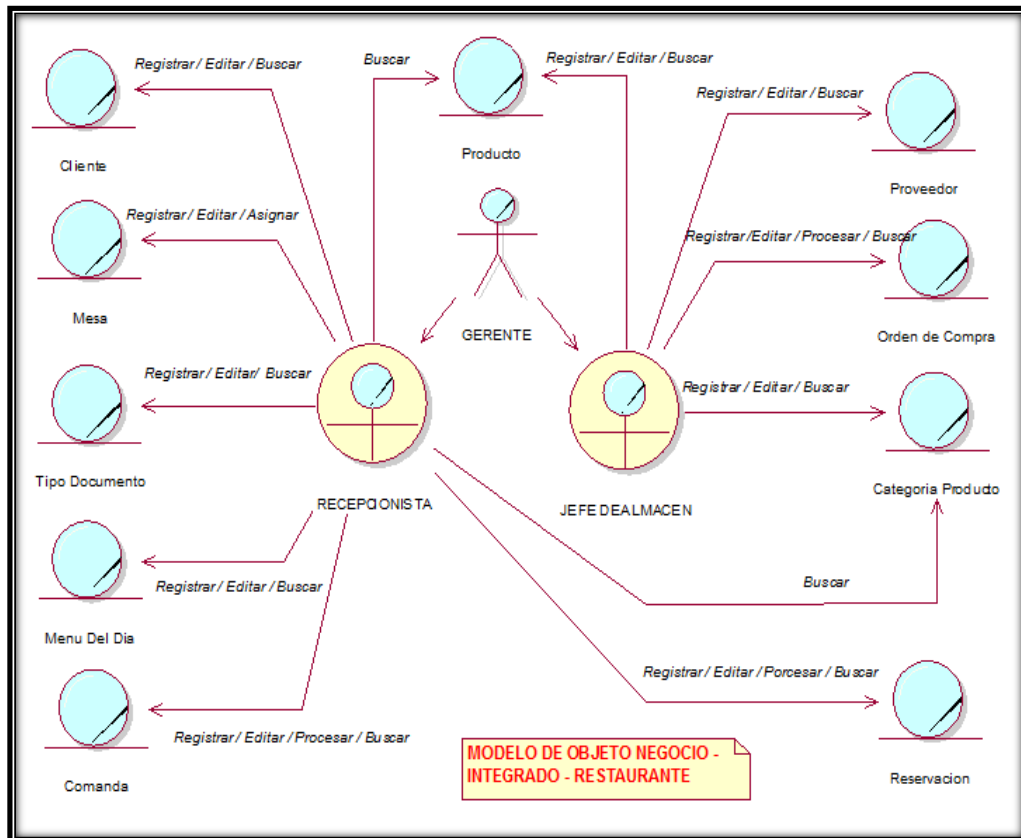 Registrar / Editar / Buscar
Buscar
Registrar / Editar / Buscar
Registrar / Editar / Buscar
Cliente
Producto
Proveedor
Registrar / Editar / Asignar
Registrar /Editar / Procesar / Buscar
Mesa
GERENTE
Orden de Compra
Registrar / Editar/ Buscar
Registrar / Editar / Buscar
Tipo Documento
RECEPCIONISTA
JEFE DEALMACEN
Categoria Producto
Registrar / Editar / Buscar
Buscar
Menu Del Dia
Registrar / Editar / Porcesar / Buscar
Registrar / Editar / Procesar / Buscar
MODELO DE OBJETO NEGOCIO -
INTEGRADO - RESTAURANTE
Comanda
Reservacion